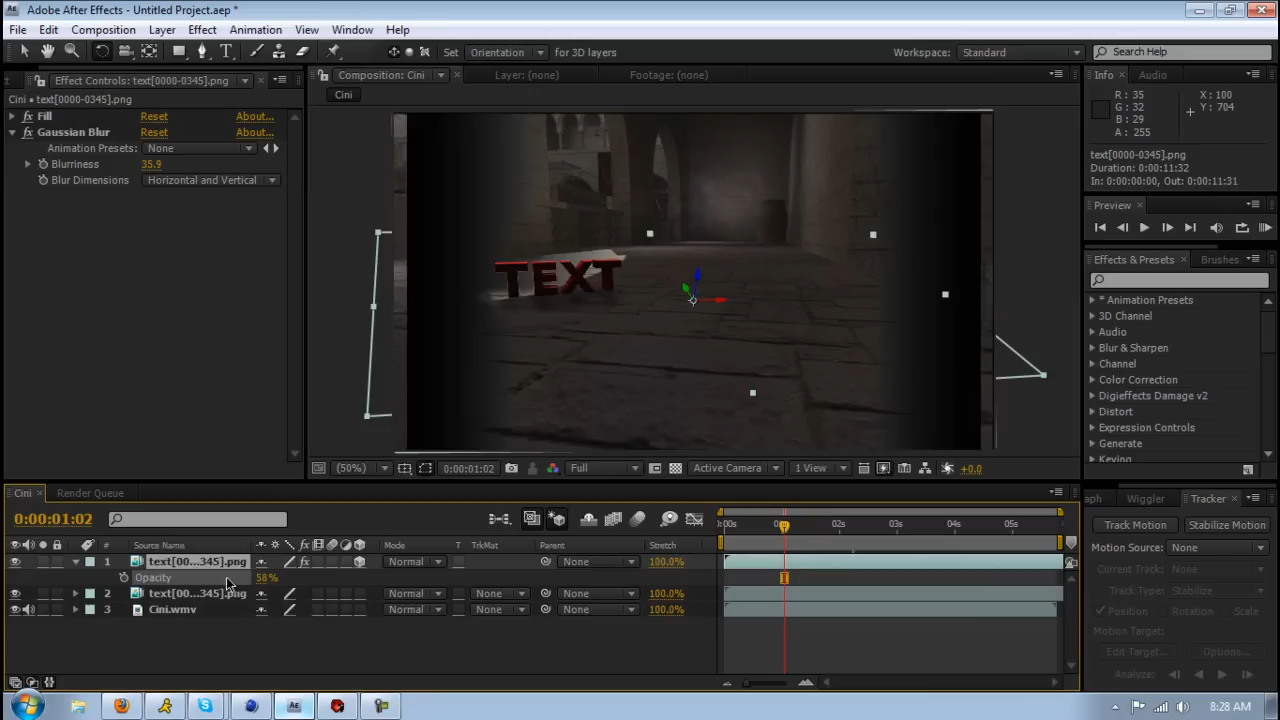 Adobe After Effects - Untitled Project.aep *
File Edit Composition Layer Effect Animation View Window Help
Set Orientation for 3D layers Workspace: Standard Search Help
Effect Controls: text[0000-0345].png
Cini • text[0000-0345].png
Fill Reset About...
Gaussian Blur Reset About...
Animation Presets: None
Blurriness 35.9
Blur Dimensions Horizontal and Vertical
Composition: Cini Layer: (none) Footage: (none)
Cini
TEXT
(50%) 0:00:01:02 Full Active Camera 1 View +0.0
Info Audio
R: 35 X: 100
G: 32 Y: 704
B: 29
A: 255
text[0000-0345].png
Duration: 0:00:11:32
In: 0:00:00:00, Out: 0:00:11:31
Preview
Effects & Presets Brushes
* Animation Presets
3D Channel
Audio
Blur & Sharpen
Channel
Color Correction
Digieffects Damage v2
Distort
Expression Controls
Generate
Keying
Cini Render Queue
0:00:01:02
# Source Name Mode T TrkMat Parent Stretch
:00s 02s 03s 04s 05s
1 text[00...345].png Normal None 100.0%
Opacity 58%
2 text[00...345].png Normal None None 100.0%
3 Cini.wmv Normal None None 100.0%
aph Wiggler Tracker
Track Motion Stabilize Motion
Motion Source: None
Current Track: None
Track Type: Stabilize
Position Rotation Scale
Motion Target:
Edit Target... Options...
Analyze:
AE
8:28 AM